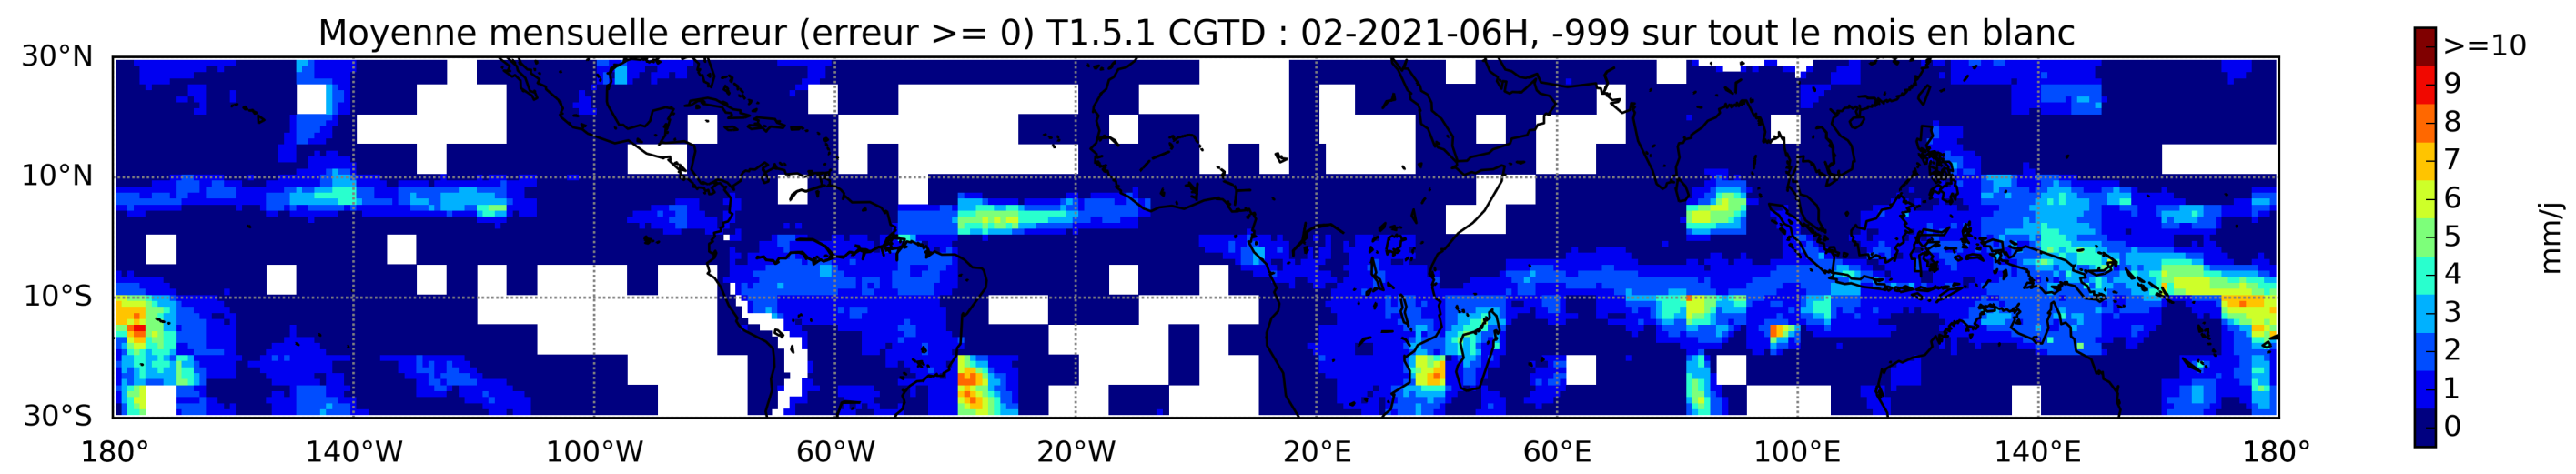 Moyenne mensuelle erreur (erreur >= 0) T1.5.1 CGTD : 02-2021-06H, -999 sur tout le mois en blanc
30°N
10°N
10°S
30°S
180° 140°W 100°W 60°W 20°W 20°E 60°E 100°E 140°E 180°
>=10
9
8
7
6
5
4
3
2
1
0
mm/j